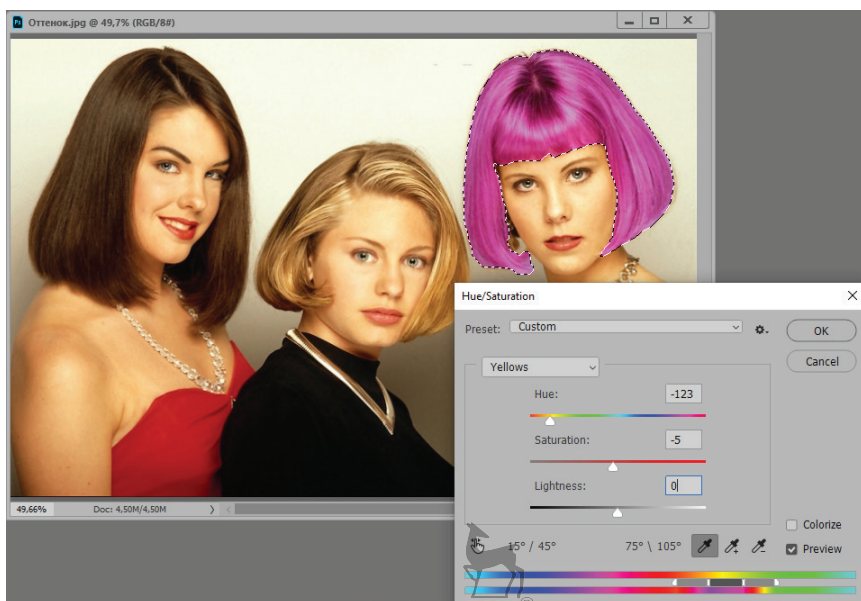 Ps Оттенок.jpg @ 49,7% (RGB/8#)
Hue/Saturation
Preset: Custom
OK
Cancel
Yellows
Hue: -123
Saturation: -5
Lightness: 0
49,66% Doc: 4,50M/4,50M
Colorize
15° / 45° 75° \ 105°
Preview
®